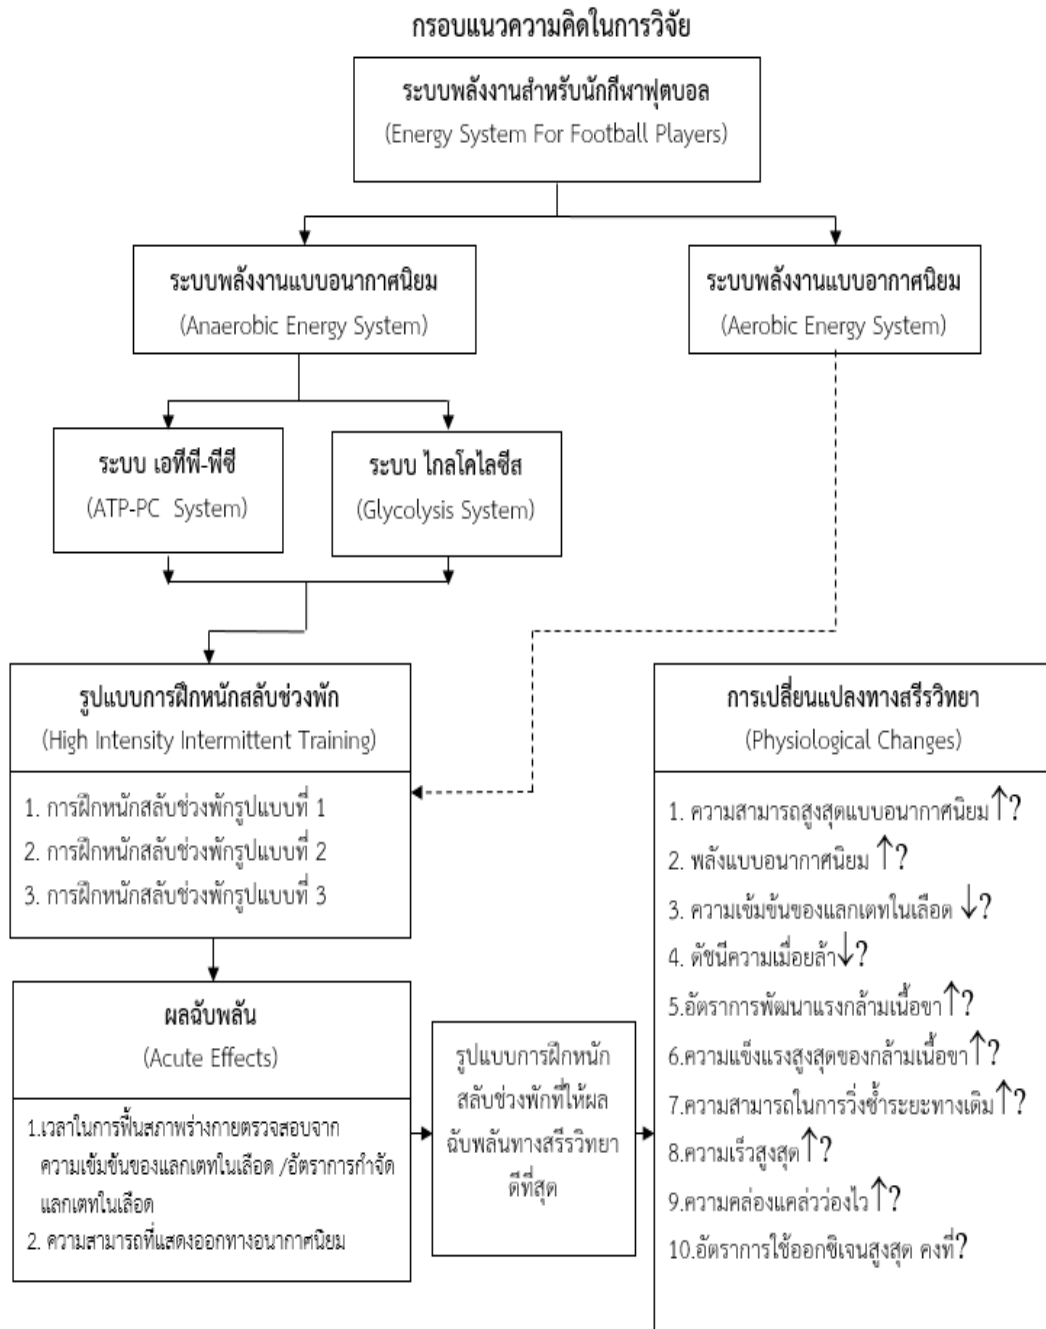 กรอบแนวความคิดในการวิจัย
ระบบพลังงานสำหรับนักกีฬาฟุตบอล
(Energy System For Football Players)
ระบบพลังงานแบบอนากาศนิยม
(Anaerobic Energy System)
ระบบพลังงานแบบอากาศนิยม
(Aerobic Energy System)
ระบบ เอทีพี-พีซี
(ATP-PC System)
ระบบ ไกลโคไลซีส
(Glycolysis System)
รูปแบบการฝึกหนักสลับช่วงพัก
(High Intensity Intermittent Training)
1. การฝึกหนักสลับช่วงพักรูปแบบที่ 1
2. การฝึกหนักสลับช่วงพักรูปแบบที่ 2
3. การฝึกหนักสลับช่วงพักรูปแบบที่ 3
ผลฉับพลัน
(Acute Effects)
1.เวลาในการฟื้นสภาพร่างกายตรวจสอบจาก
ความเข้มข้นของแลกเตทในเลือด /อัตราการกำจัด
แลกเตทในเลือด
2. ความสามารถที่แสดงออกทางอนากาศนิยม
รูปแบบการฝึกหนัก
สลับช่วงพักที่ให้ผล
ฉับพลันทางสรีรวิทยา
ดีที่สุด
การเปลี่ยนแปลงทางสรีรวิทยา
(Physiological Changes)
1. ความสามารถสูงสุดแบบอนากาศนิยม↑?
2. พลังแบบอนากาศนิยม ↑?
3. ความเข้มข้นของแลกเตทในเลือด ↓?
4. ดัชนีความเมื่อยล้า↓?
5.อัตราการพัฒนาแรงกล้ามเนื้อขา↑?
6.ความแข็งแรงสูงสุดของกล้ามเนื้อขา↑?
7.ความสามารถในการวิ่งซ้ำระยะทางเดิม↑?
8.ความเร็วสูงสุด↑?
9.ความคล่องแคล่วว่องไว↑?
10.อัตราการใช้ออกซิเจนสูงสุด คงที่?